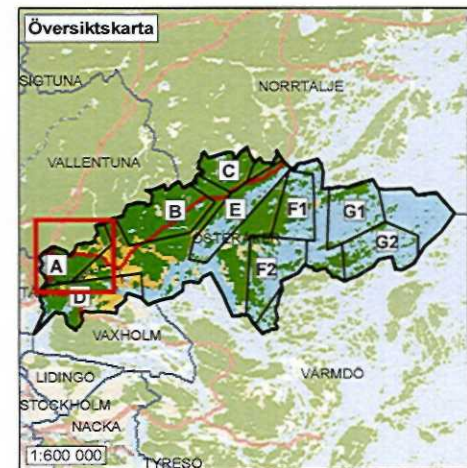 Översiktskarta
SIGTUNA
NORRTÄLJE
VALLENTUNA
C
B
E
F1
G1
G2
A
F2
D
VAXHOLM
LIDINGÖ
VÄRMDÖ
STOCKHOLM
NACKA
1:600 000
TYRESÖ